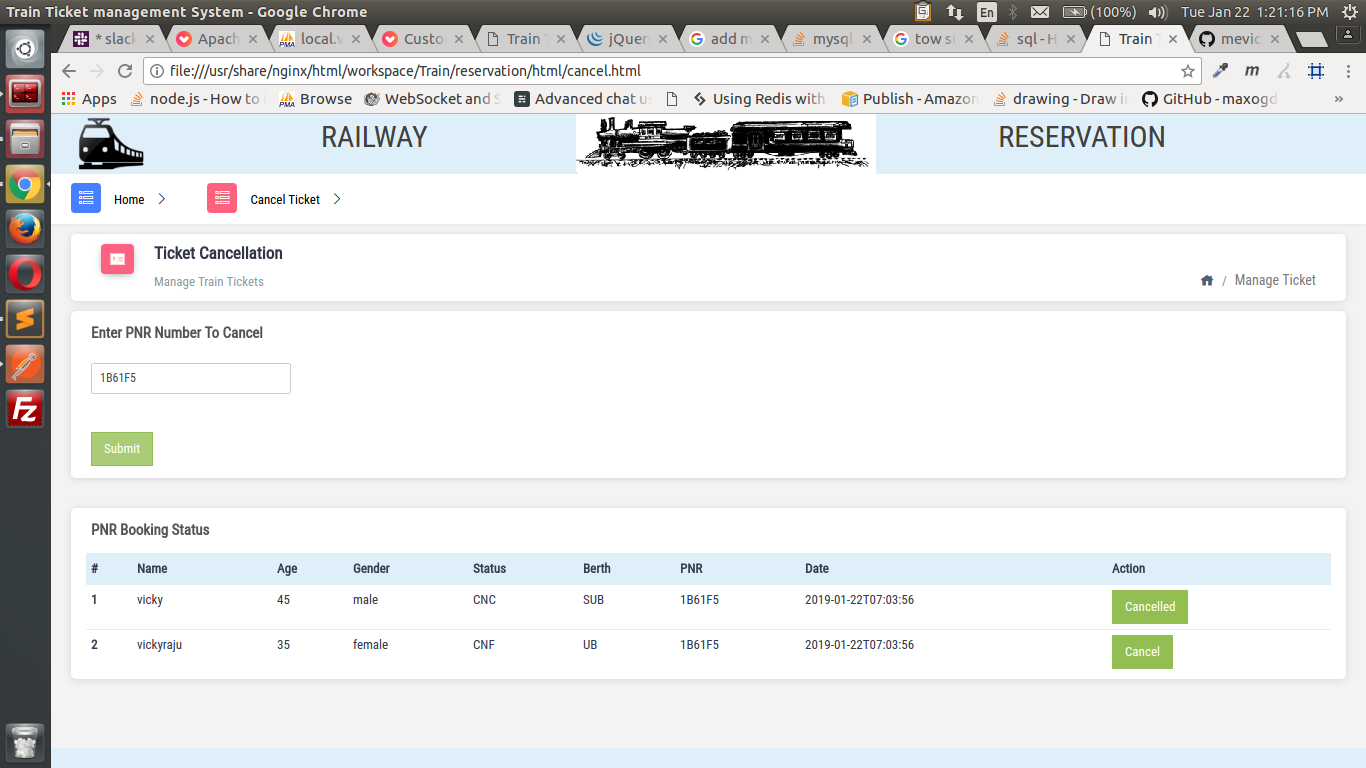 Train Ticket management System - Google Chrome
En (100%) Tue Jan 22 1:21:16 PM
* slac Apach local.v Custo Train jQuer add m mysql tow su sql - H Train mevic
file:///usr/share/nginx/html/workspace/Train/reservation/html/cancel.html
Apps node.js - How to Browse WebSocket and S Advanced chat u Using Redis with Publish - Amazon drawing - Draw i GitHub - maxogd »
RAILWAY RESERVATION
Home Cancel Ticket
Ticket Cancellation
Manage Train Tickets
/ Manage Ticket
Enter PNR Number To Cancel
1B61F5
Submit
PNR Booking Status
# Name Age Gender Status Berth PNR Date Action
1 vicky 45 male CNC SUB 1B61F5 2019-01-22T07:03:56 Cancelled
2 vickyraju 35 female CNF UB 1B61F5 2019-01-22T07:03:56 Cancel